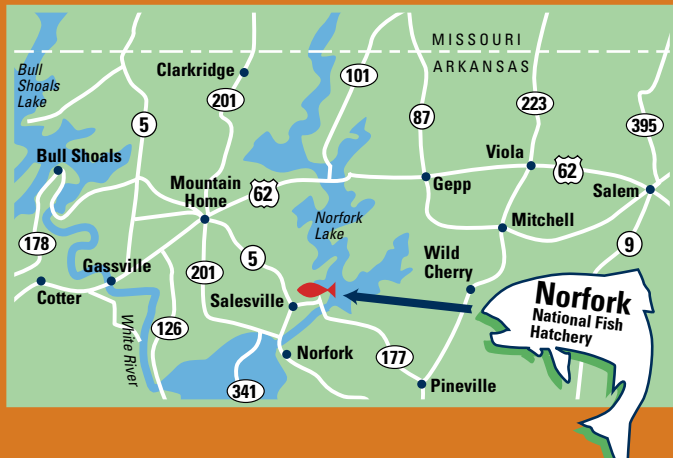 MISSOURI
ARKANSAS
Bull
Shoals
Lake
Clarkridge
101
201
5
87
223
395
Bull Shoals
Mountain
Home
62
Viola
62
Gepp
Salem
Norfork
Lake
Mitchell
178
Gassville
201
5
Wild
Cherry
9
Cotter
Salesville
Norfork
National Fish
Hatchery
White River
126
Norfork
177
341
Pineville